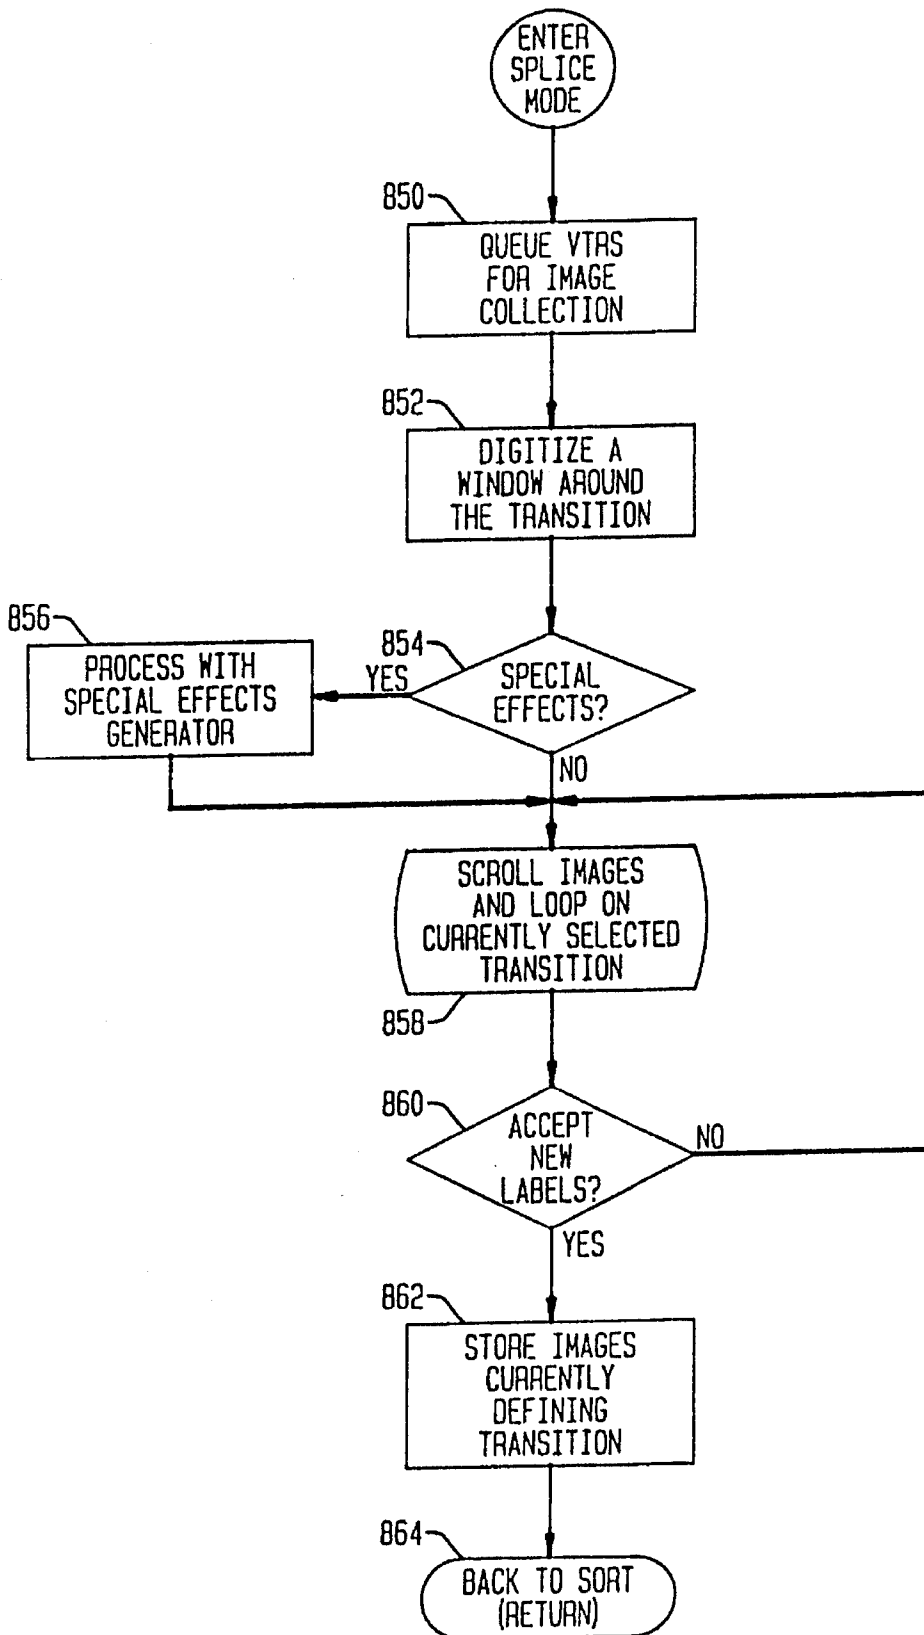 ENTER
SPLICE
MODE
850
QUEUE VTRS
FOR IMAGE
COLLECTION
852
DIGITIZE A
WINDOW AROUND
THE TRANSITION
856
PROCESS WITH
SPECIAL EFFECTS
GENERATOR
854
YES
SPECIAL
EFFECTS?
NO
SCROLL IMAGES
AND LOOP ON
CURRENTLY SELECTED
TRANSITION
858
860
ACCEPT
NEW
LABELS?
NO
YES
862
STORE IMAGES
CURRENTLY
DEFINING
TRANSITION
864
BACK TO SORT
(RETURN)